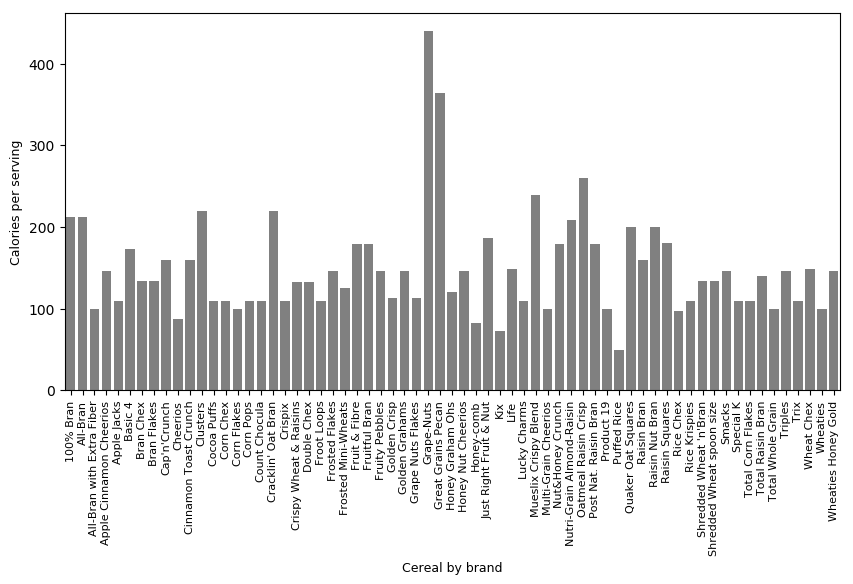 Calories per serving
400
300
200
100
0
100% Bran
All-Bran
All-Bran with Extra Fiber
Apple Cinnamon Cheerios
Apple Jacks
Basic 4
Bran Chex
Bran Flakes
Cap'n'Crunch
Cheerios
Cinnamon Toast Crunch
Clusters
Cocoa Puffs
Corn Chex
Corn Flakes
Corn Pops
Count Chocula
Cracklin' Oat Bran
Crispix
Crispy Wheat & Raisins
Double Chex
Froot Loops
Frosted Flakes
Frosted Mini-Wheats
Fruit & Fibre
Fruitful Bran
Fruity Pebbles
Golden Crisp
Golden Grahams
Grape Nuts Flakes
Grape-Nuts
Great Grains Pecan
Honey Graham Ohs
Honey Nut Cheerios
Honey-comb
Just Right Fruit & Nut
Kix
Life
Lucky Charms
Mueslix Crispy Blend
Multi-Grain Cheerios
Nut&Honey Crunch
Nutri-Grain Almond-Raisin
Oatmeal Raisin Crisp
Post Nat. Raisin Bran
Product 19
Puffed Rice
Quaker Oat Squares
Raisin Bran
Raisin Nut Bran
Raisin Squares
Rice Chex
Rice Krispies
Shredded Wheat 'n' Bran
Shredded Wheat spoon size
Smacks
Special K
Total Corn Flakes
Total Raisin Bran
Total Whole Grain
Triples
Trix
Wheat Chex
Wheaties
Wheaties Honey Gold
Cereal by brand